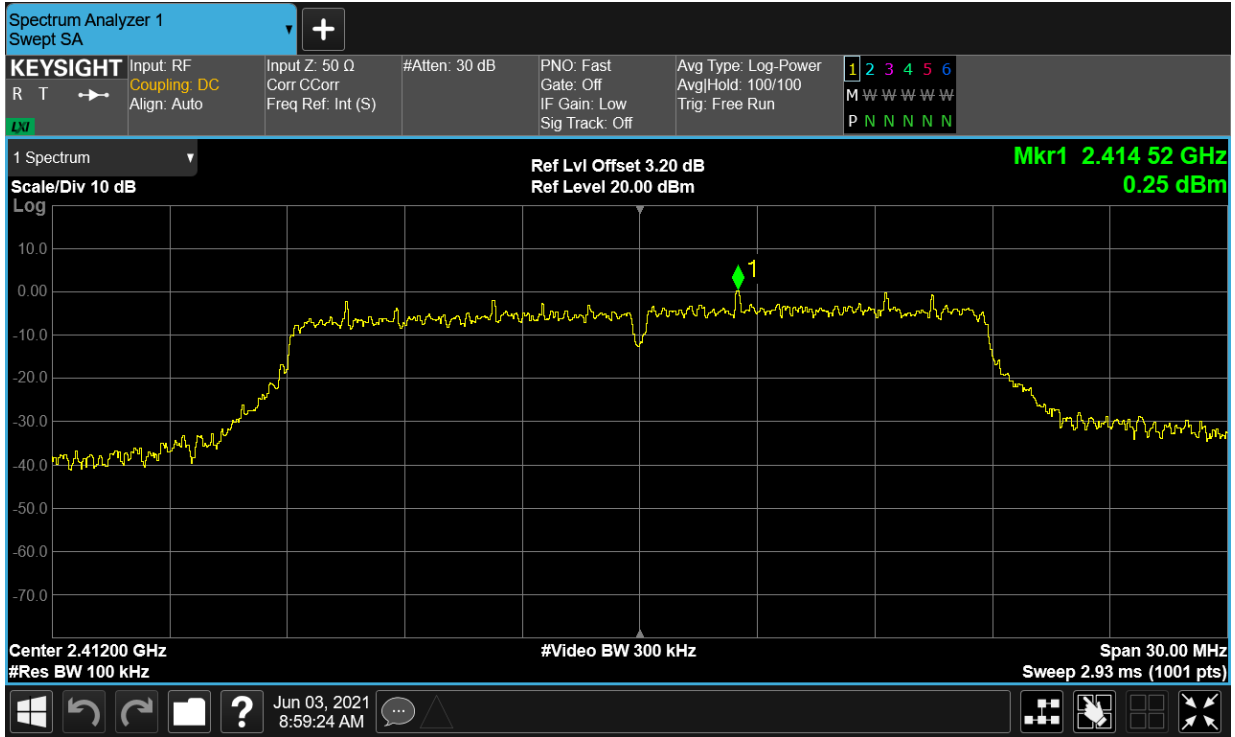 Spectrum Analyzer 1
Swept SA
KEYSIGHT
R T
LXI
Input: RF
Coupling: DC
Align: Auto
Input Z: 50 Ω
Corr CCorr
Freq Ref: Int (S)
#Atten: 30 dB
PNO: Fast
Gate: Off
IF Gain: Low
Sig Track: Off
Avg Type: Log-Power
Avg|Hold: 100/100
Trig: Free Run
1 2 3 4 5 6
M W W W W W
P N N N N N
1 Spectrum
Scale/Div 10 dB
Log
Ref Lvl Offset 3.20 dB
Ref Level 20.00 dBm
Mkr1 2.414 52 GHz
0.25 dBm
10.0
0.00
-10.0
-20.0
-30.0
-40.0
-50.0
-60.0
-70.0
1
Center 2.41200 GHz
#Res BW 100 kHz
#Video BW 300 kHz
Span 30.00 MHz
Sweep 2.93 ms (1001 pts)
?
Jun 03, 2021
8:59:24 AM